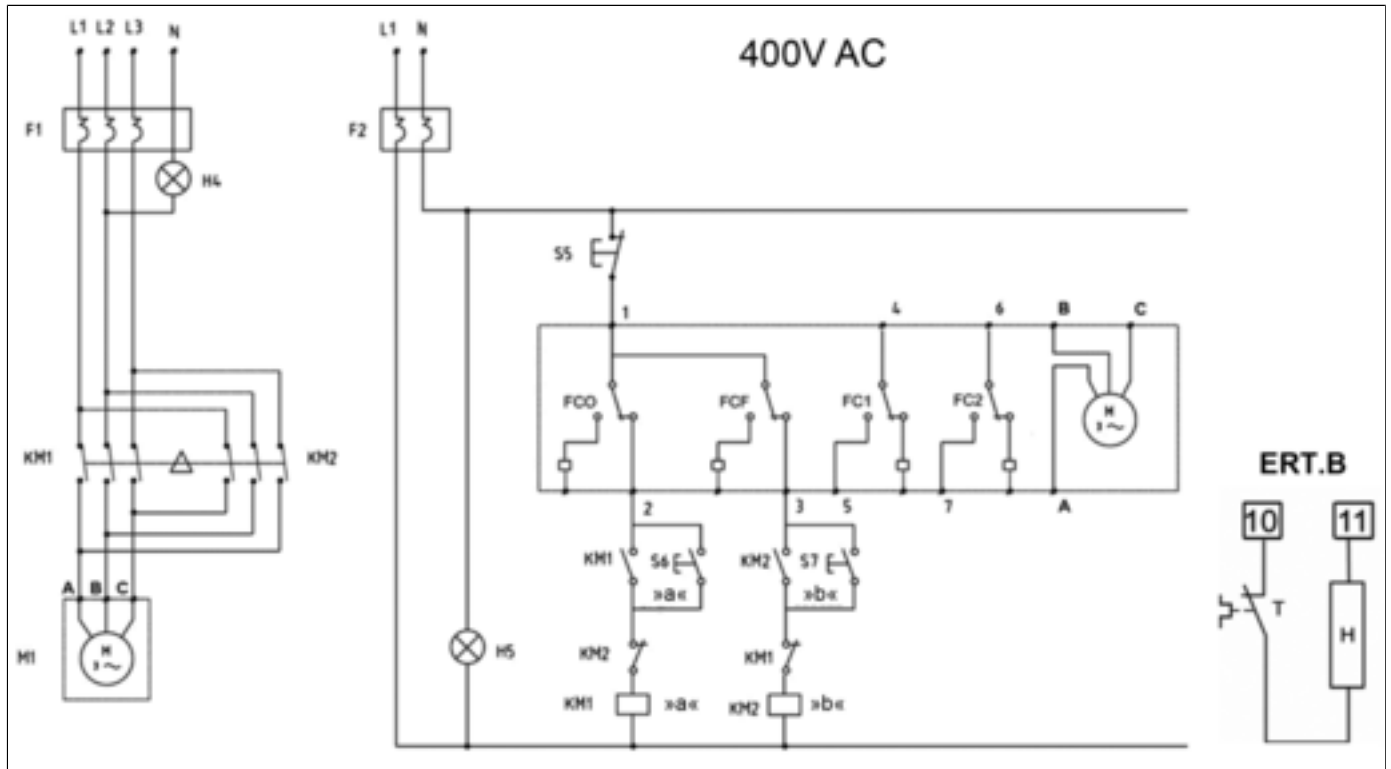 L1 L2 L3 N
L1 N
400V AC
F1
F2
H4
S5
1 4 6 B C
FCO FCF FC1 FC2
M
3 ~
KM1
KM2
ERT.B
2 3 5 7 A
10 11
KM1 S6 KM2 S7
»a« »b«
T
H
A B C
M1
M
3 ~
H5
KM2 KM1
KM1 »a« KM2 »b«